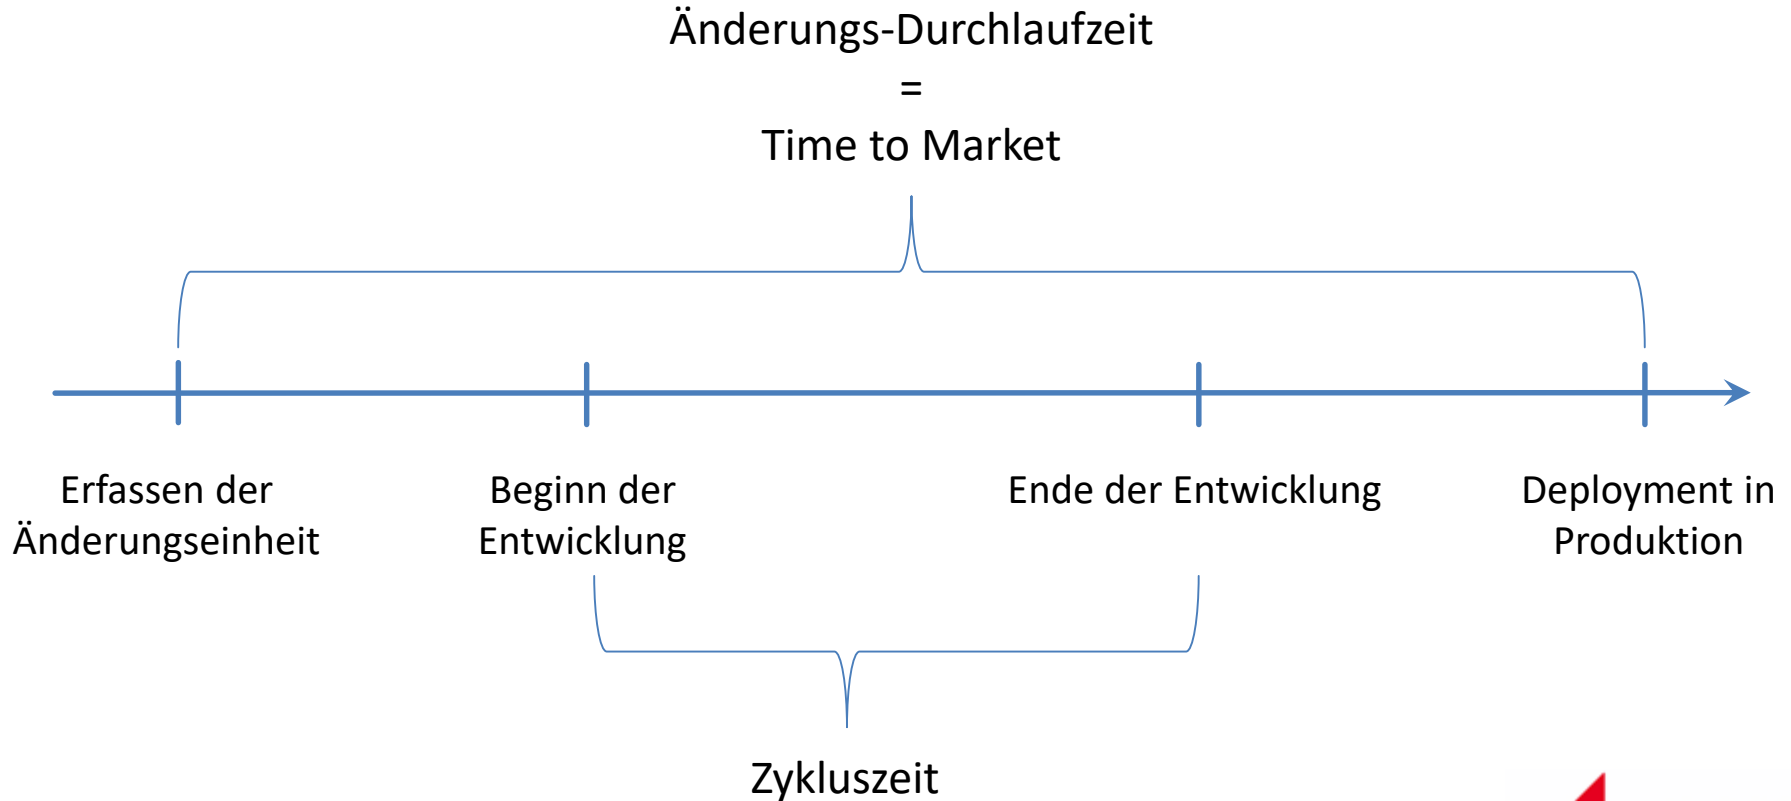 Änderungs-Durchlaufzeit
=
Time to Market
Erfassen der
Änderungseinheit
Beginn der
Entwicklung
Ende der Entwicklung
Deployment in
Produktion
Zykluszeit